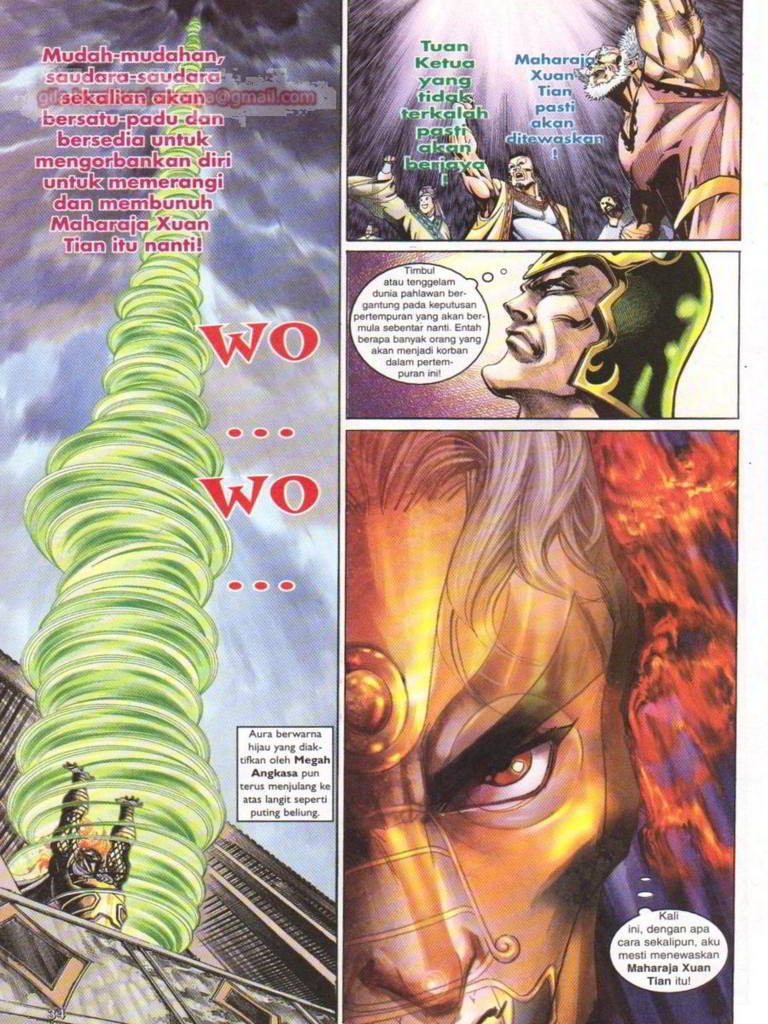 Mudah-mudahan,
saudara-saudara
sekalian akan
bersatu-padu dan
bersedia untuk
mengorbankan diri
untuk memerangi
dan membunuh
Maharaja Xuan
Tian itu nanti!
@gmail.com
WO
...
WO
...
Aura berwarna
hijau yang diak-
tifkan oleh Megah
Angkasa pun
terus menjulang ke
atas langit seperti
puting beliung.
34
Tuan
Ketua
yang
tidak
terkalah
pasti
akan
berjaya
!
Maharaja
Xuan
Tian
pasti
akan
ditewaskan
!
Timbul
atau tenggelam
dunia pahlawan ber-
gantung pada keputusan
pertempuran yang akan ber-
mula sebentar nanti. Entah
berapa banyak orang yang
akan menjadi korban
dalam pertem-
puran ini!
Kali
ini, dengan apa
cara sekalipun, aku
mesti menewaskan
Maharaja Xuan
Tian itu!